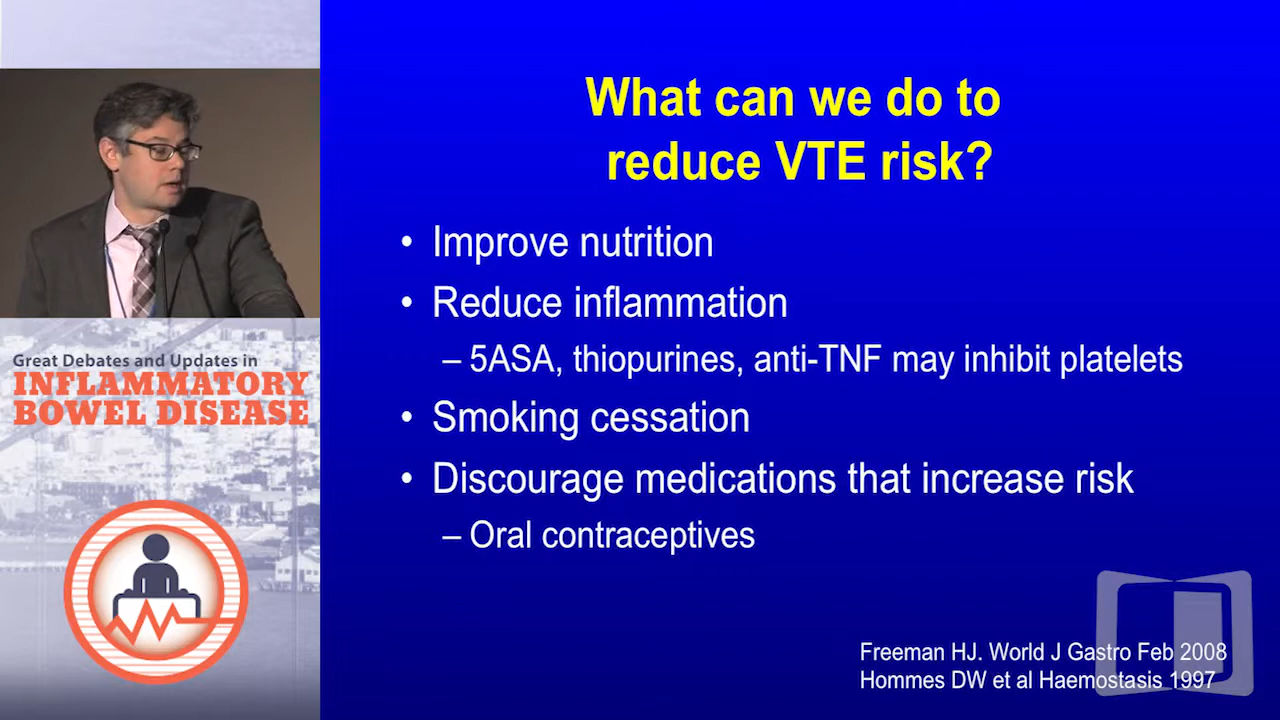 What can we do to
reduce VTE risk?
• Improve nutrition
• Reduce inflammation
– 5ASA, thiopurines, anti-TNF may inhibit platelets
• Smoking cessation
• Discourage medications that increase risk
– Oral contraceptives
Freeman HJ. World J Gastro Feb 2008
Hommes DW et al Haemostasis 1997
Great Debates and Updates in
INFLAMMATORY
BOWEL DISEASE